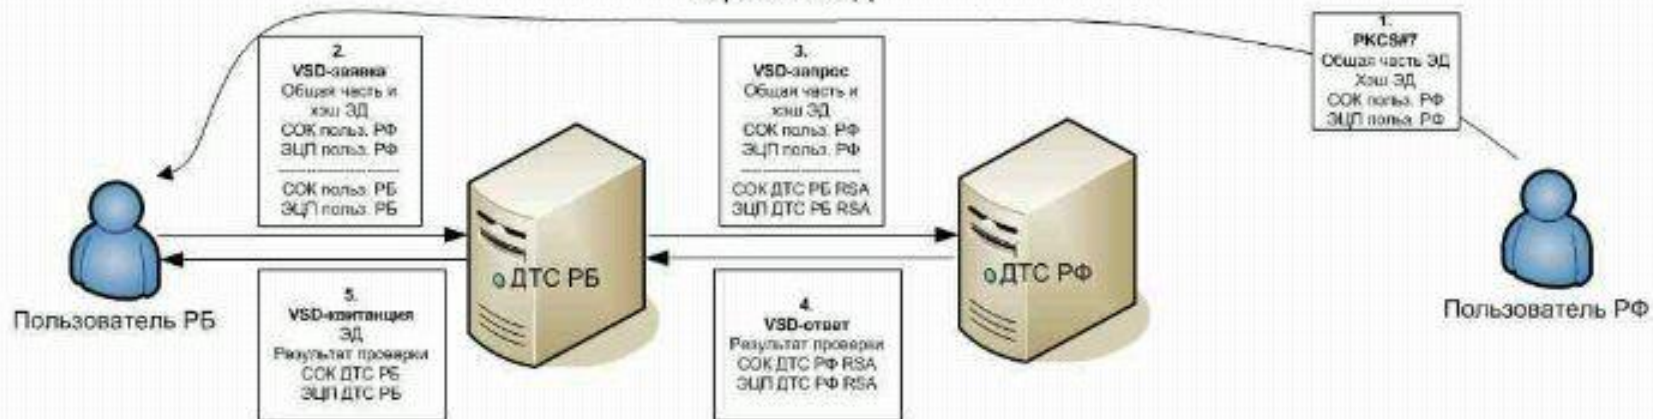 1.
PKCS#7
Общая часть ЭД
Хэш ЭД
СОК польз. РФ
ЭЦП польз. РФ
2.
VSD-заявка
Общая часть и
хэш ЭД
СОК польз. РФ
ЭЦП польз. РФ
--------------------
СОК польз. РБ
ЭЦП польз. РБ
3.
VSD-запрос
Общая часть и
хэш ЭД
СОК польз. РФ
ЭЦП польз. РФ
--------------------
СОК ДТС РБ RSA
ЭЦП ДТС РБ RSA
ДТС РБ
ДТС РФ
Пользователь РБ
Пользователь РФ
4.
VSD-ответ
Результат проверки
СОК ДТС РФ RSA
ЭЦП ДТС РФ RSA
5.
VSD-квитанция
ЭД
Результат проверки
СОК ДТС РБ
ЭЦП ДТС РБ